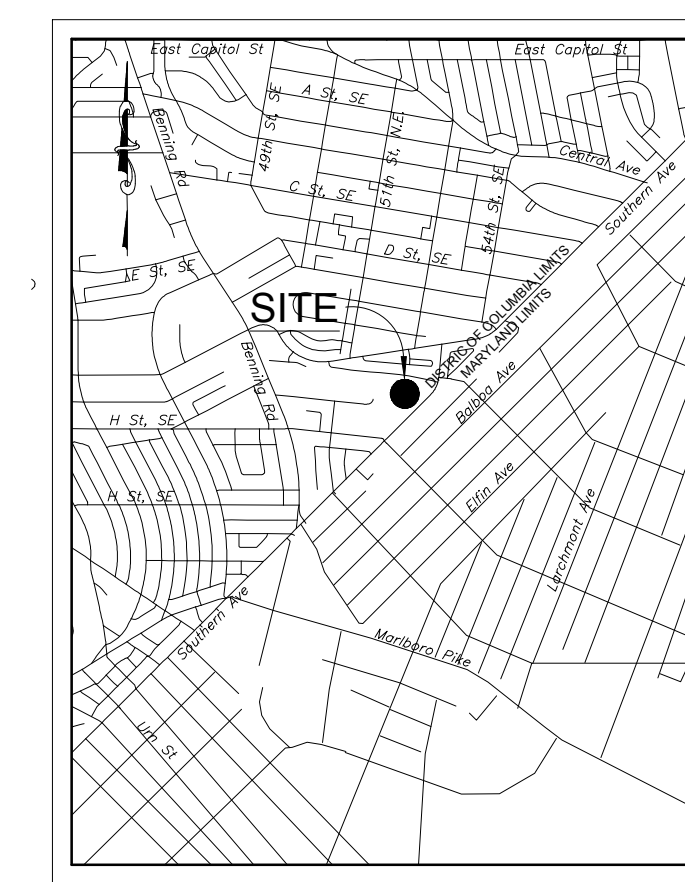 East Capitol St
East Capitol St
A St, SE
49th St, SE
51th St, N.E.
Benning Rd
Central Ave
Southern Ave
C St, SE
54th St, SE
D St, SE
E St, SE
SITE
DISTRIC OF COLUMBIA LIMITS
MARYLAND LIMITS
Benning Rd
Balboa Ave
H St, SE
Elfin Ave
H St, SE
Larchmont Ave
Southern Ave
Marlboro Pike
Urn St